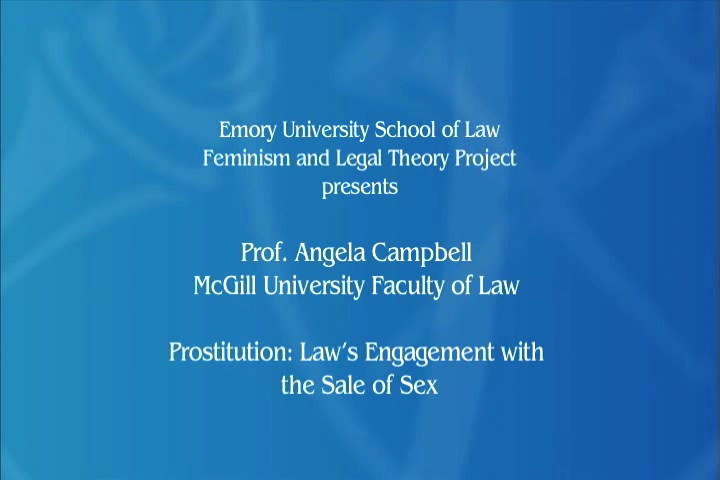 Emory University School of Law
Feminism and Legal Theory Project
presents
Prof. Angela Campbell
McGill University Faculty of Law
Prostitution: Law's Engagement with
the Sale of Sex